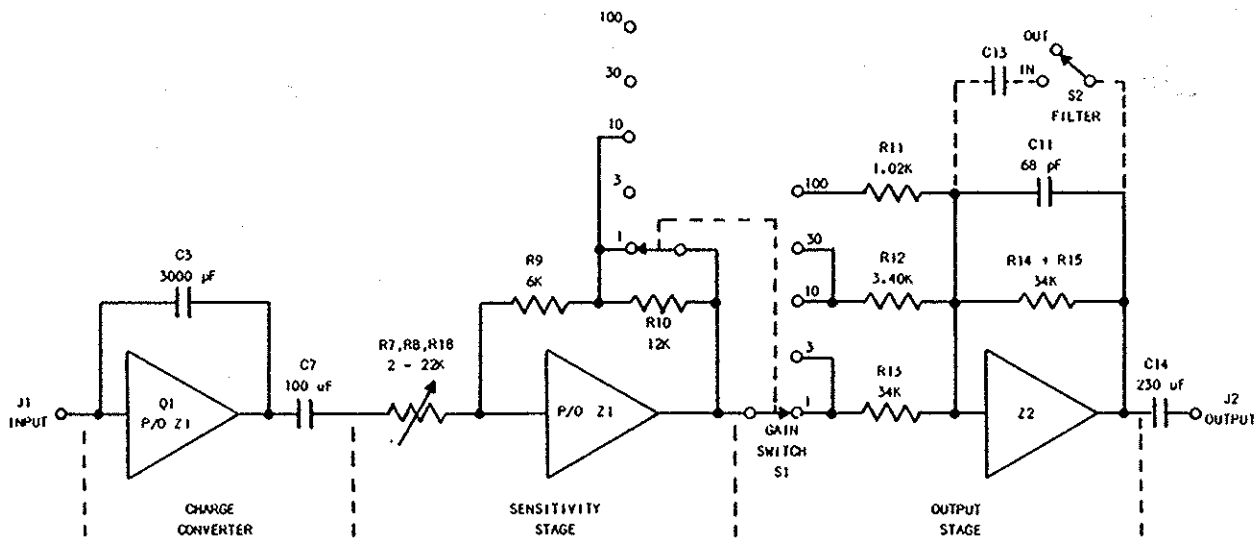 100
30
10
3
1
C13
OUT
IN
S2
FILTER
C11
68 pF
R11
1.02K
100
30
10
3
1
R12
3.40K
R14 + R15
34K
R13
34K
C3
3000 pF
R9
6K
R10
12K
R7,R8,R18
2 - 22K
C7
100 uF
J1
INPUT
Q1
P/O Z1
P/O Z1
GAIN
SWITCH
S1
Z2
C14
230 uF
J2
OUTPUT
CHARGE
CONVERTER
SENSITIVITY
STAGE
OUTPUT
STAGE